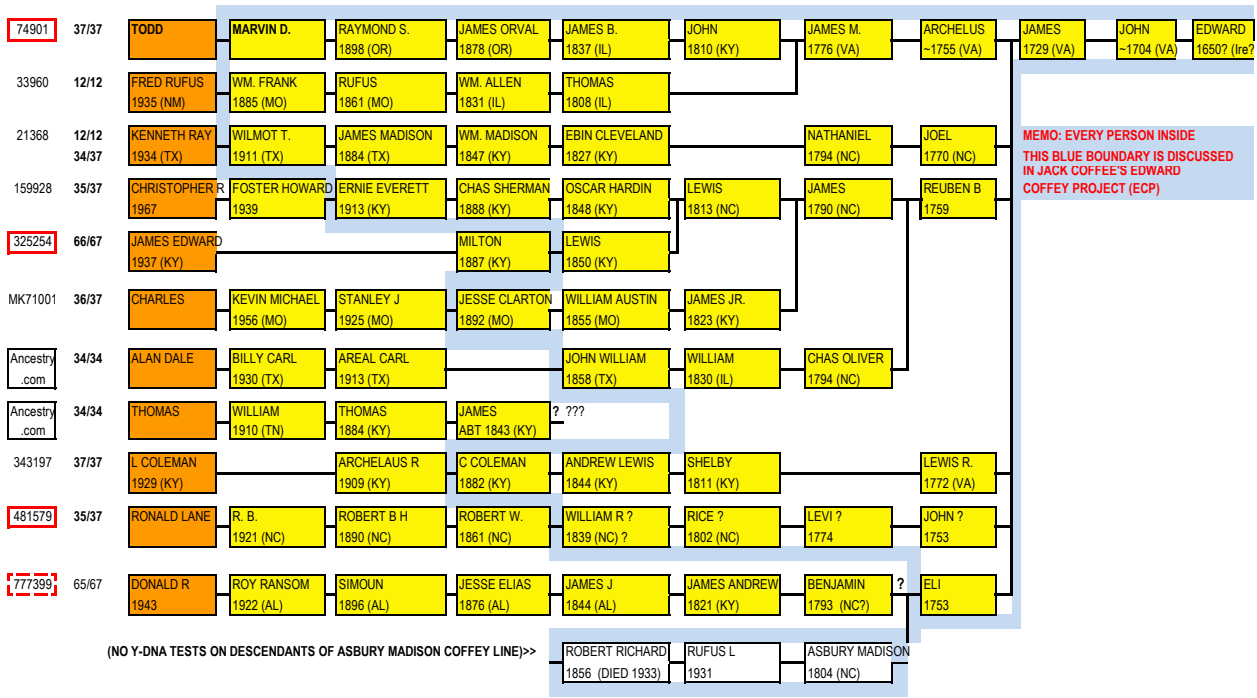 74901 37/37 TODD MARVIN D. RAYMOND S. JAMES ORVAL JAMES B. JOHN JAMES M. ARCHELUS JAMES JOHN EDWARD
1898 (OR) 1878 (OR) 1837 (IL) 1810 (KY) 1776 (VA) ~1755 (VA) 1729 (VA) ~1704 (VA) 1650? (Ire?
33960 12/12 FRED RUFUS WM. FRANK RUFUS WM. ALLEN THOMAS
1935 (NM) 1885 (MO) 1861 (MO) 1831 (IL) 1808 (IL)
21368 12/12 KENNETH RAY WILMOT T. JAMES MADISON WM. MADISON EBIN CLEVELAND NATHANIEL JOEL
34/37 1934 (TX) 1911 (TX) 1884 (TX) 1847 (KY) 1827 (KY) 1794 (NC) 1770 (NC)
MEMO: EVERY PERSON INSIDE
THIS BLUE BOUNDARY IS DISCUSSED
IN JACK COFFEE'S EDWARD
COFFEY PROJECT (ECP)
159928 35/37 CHRISTOPHER R FOSTER HOWARD ERNIE EVERETT CHAS SHERMAN OSCAR HARDIN LEWIS JAMES REUBEN B
1967 1939 1913 (KY) 1888 (KY) 1848 (KY) 1813 (NC) 1790 (NC) 1759
325254 66/67 JAMES EDWARD MILTON LEWIS
1937 (KY) 1887 (KY) 1850 (KY)
MK71001 36/37 CHARLES KEVIN MICHAEL STANLEY J JESSE CLARTON WILLIAM AUSTIN JAMES JR.
1956 (MO) 1925 (MO) 1892 (MO) 1855 (MO) 1823 (KY)
Ancestry 34/34 ALAN DALE BILLY CARL AREAL CARL JOHN WILLIAM WILLIAM CHAS OLIVER
.com 1930 (TX) 1913 (TX) 1858 (TX) 1830 (IL) 1794 (NC)
Ancestry 34/34 THOMAS WILLIAM THOMAS JAMES ? ???
.com 1910 (TN) 1884 (KY) ABT 1843 (KY)
343197 37/37 L COLEMAN ARCHELAUS R C COLEMAN ANDREW LEWIS SHELBY LEWIS R.
1929 (KY) 1909 (KY) 1882 (KY) 1844 (KY) 1811 (KY) 1772 (VA)
481579 35/37 RONALD LANE R. B. ROBERT B H ROBERT W. WILLIAM R ? RICE ? LEVI ? JOHN ?
1921 (NC) 1890 (NC) 1861 (NC) 1839 (NC) ? 1802 (NC) 1774 1753
777399 65/67 DONALD R ROY RANSOM SIMOUN JESSE ELIAS JAMES J JAMES ANDREW BENJAMIN ? ELI
1943 1922 (AL) 1896 (AL) 1876 (AL) 1844 (AL) 1821 (KY) 1793 (NC?) 1753
(NO Y-DNA TESTS ON DESCENDANTS OF ASBURY MADISON COFFEY LINE)>> ROBERT RICHARD RUFUS L ASBURY MADISON
1856 (DIED 1933) 1931 1804 (NC)